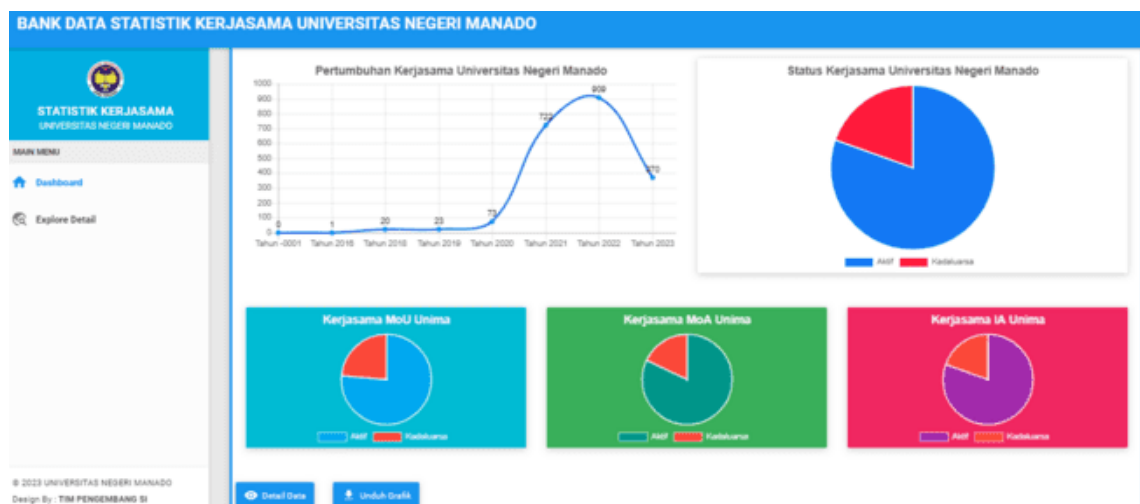 BANK DATA STATISTIK KERJASAMA UNIVERSITAS NEGERI MANADO
STATISTIK KERJASAMA
UNIVERSITAS NEGERI MANADO
MAIN MENU
Dashboard
Explore Detail
© 2023 UNIVERSITAS NEGERI MANADO
Design By : TIM PENGEMBANG SI
Pertumbuhan Kerjasama Universitas Negeri Manado
1000
900
800
700
600
500
400
300
200
100
0
0
1
20
23
73
722
909
370
Tahun -0001 Tahun 2016 Tahun 2018 Tahun 2019 Tahun 2020 Tahun 2021 Tahun 2022 Tahun 2023
Status Kerjasama Universitas Negeri Manado
Aktif Kadaluarsa
Kerjasama MoU Unima
Aktif Kadaluarsa
Kerjasama MoA Unima
Aktif Kadaluarsa
Kerjasama IA Unima
Aktif Kadaluarsa
Detail Data
Unduh Grafik